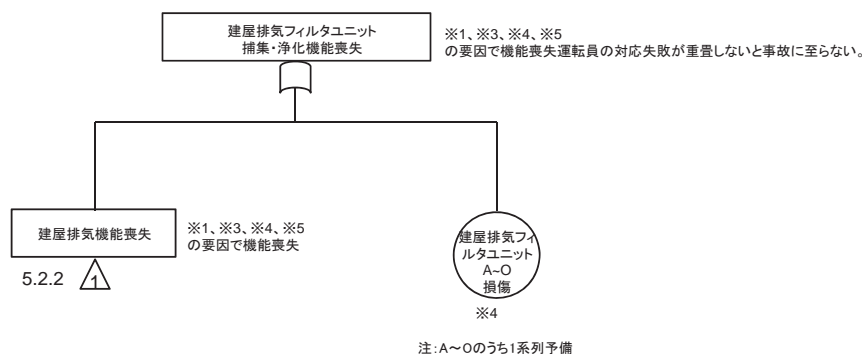 建屋排気フィルタユニット
捕集・浄化機能喪失
※1、※3、※4、※5
の要因で機能喪失運転員の対応失敗が重畳しないと事故に至らない。
建屋排気機能喪失
※1、※3、※4、※5
の要因で機能喪失
5.2.2
1
建屋排気フィ
ルタユニット
A~O
損傷
※4
注:A~Oのうち1系列予備